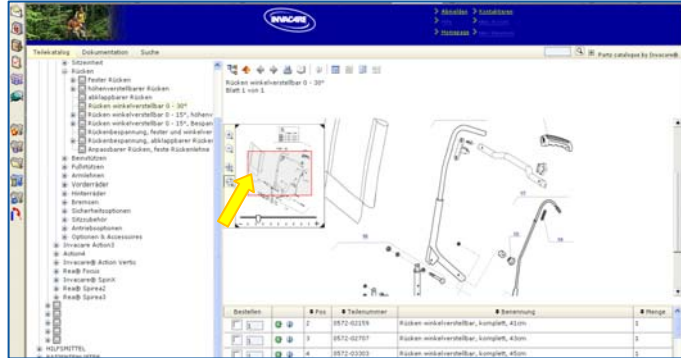 INVACARE
Abmelden
Kontaktieren
Homepage
Teilekatalog
Dokumentation
Suche
Parts catalogue by Invacare®
Sitzeinheit
Rücken
Fester Rücken
höhenverstellbarer Rücken
abklappbarer Rücken
Rücken winkelverstellbar 0 - 30°
Rücken winkelverstellbar 0 - 15°, höhenv
Rücken winkelverstellbar 0 - 15°, Bespan
Rückenbespannung, fester und winkelver
Rückenbespannung, abklappbarer Rücken
Anpassbarer Rücken, feste Rückenlehne
Beinstützen
Fußstützen
Armlehnen
Vorderräder
Hinterräder
Bremsen
Sicherheitsoptionen
Sitzzubehör
Antriebsoptionen
Optionen & Accessoires
Invacare Action3
Action4
Invacare® Action Vertic
Rea® Focus
Invacare® SpinX
Rea® Spirea2
Rea® Spirea3
HILFSMITTEL
Rücken winkelverstellbar 0 - 30°
Blatt 1 von 1
Bestellen Pos Teilenummer Benennung Menge
1 2 0572-02159 Rücken winkelverstellbar, komplett, 41cm 1
1 3 0572-02707 Rücken winkelverstellbar, komplett, 43cm 1
1 4 0572-03303 Rücken winkelverstellbar, komplett, 45cm 1